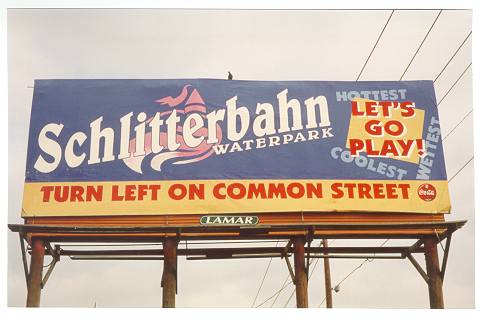 Schlitterbahn
WATERPARK
HOTTEST
LET'S
GO
PLAY!
COOLEST
WETTEST
TURN LEFT ON COMMON STREET
Coca-Cola
LAMAR